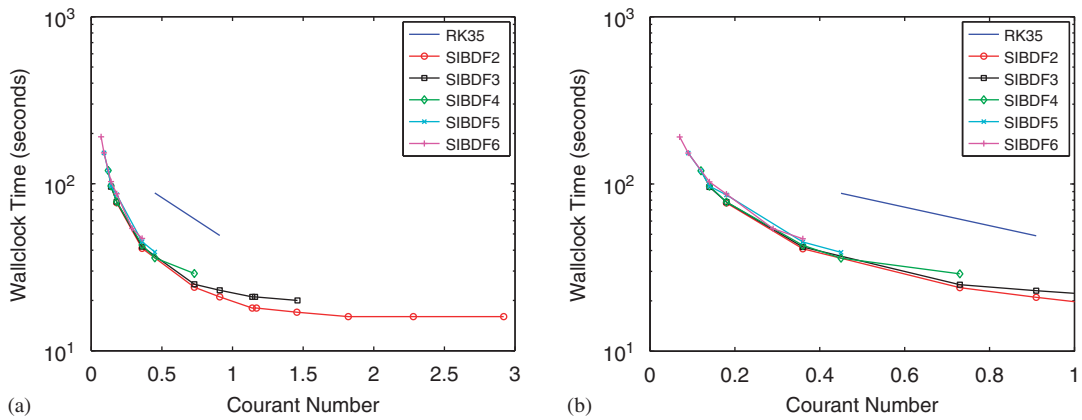 10^3
10^2
10^1
Wallclock Time (seconds)
RK35
SIBDF2
SIBDF3
SIBDF4
SIBDF5
SIBDF6
0 0.5 1 1.5 2 2.5 3
Courant Number
(a)
10^3
10^2
10^1
Wallclock Time (seconds)
RK35
SIBDF2
SIBDF3
SIBDF4
SIBDF5
SIBDF6
0 0.2 0.4 0.6 0.8 1
Courant Number
(b)